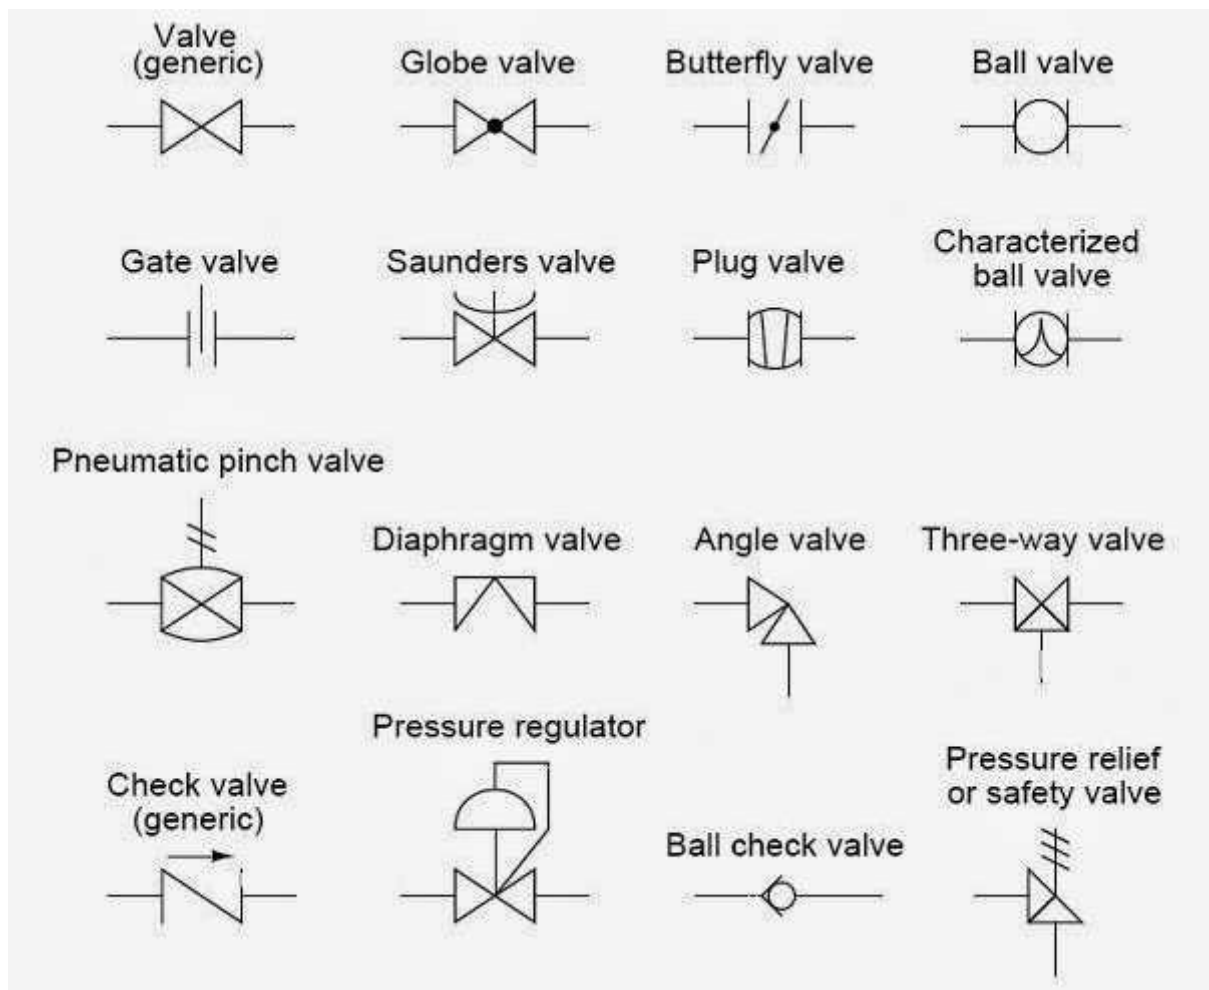 Valve
(generic)
Globe valve
Butterfly valve
Ball valve
Gate valve
Saunders valve
Plug valve
Characterized
ball valve
Pneumatic pinch valve
Diaphragm valve
Angle valve
Three-way valve
Check valve
(generic)
Pressure regulator
Ball check valve
Pressure relief
or safety valve